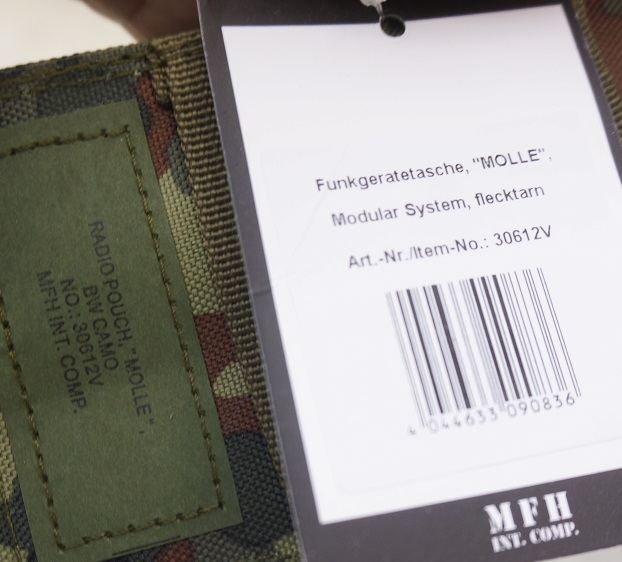 RADIO POUCH, "MOLLE",
BW CAMO
NO.: 30612V
MFH INT. COMP.
Funkgeratetasche, "MOLLE",
Modular System, flecktarn
Art.-Nr./Item-No.: 30612V
4 044633 090836
MFH
INT. COMP.